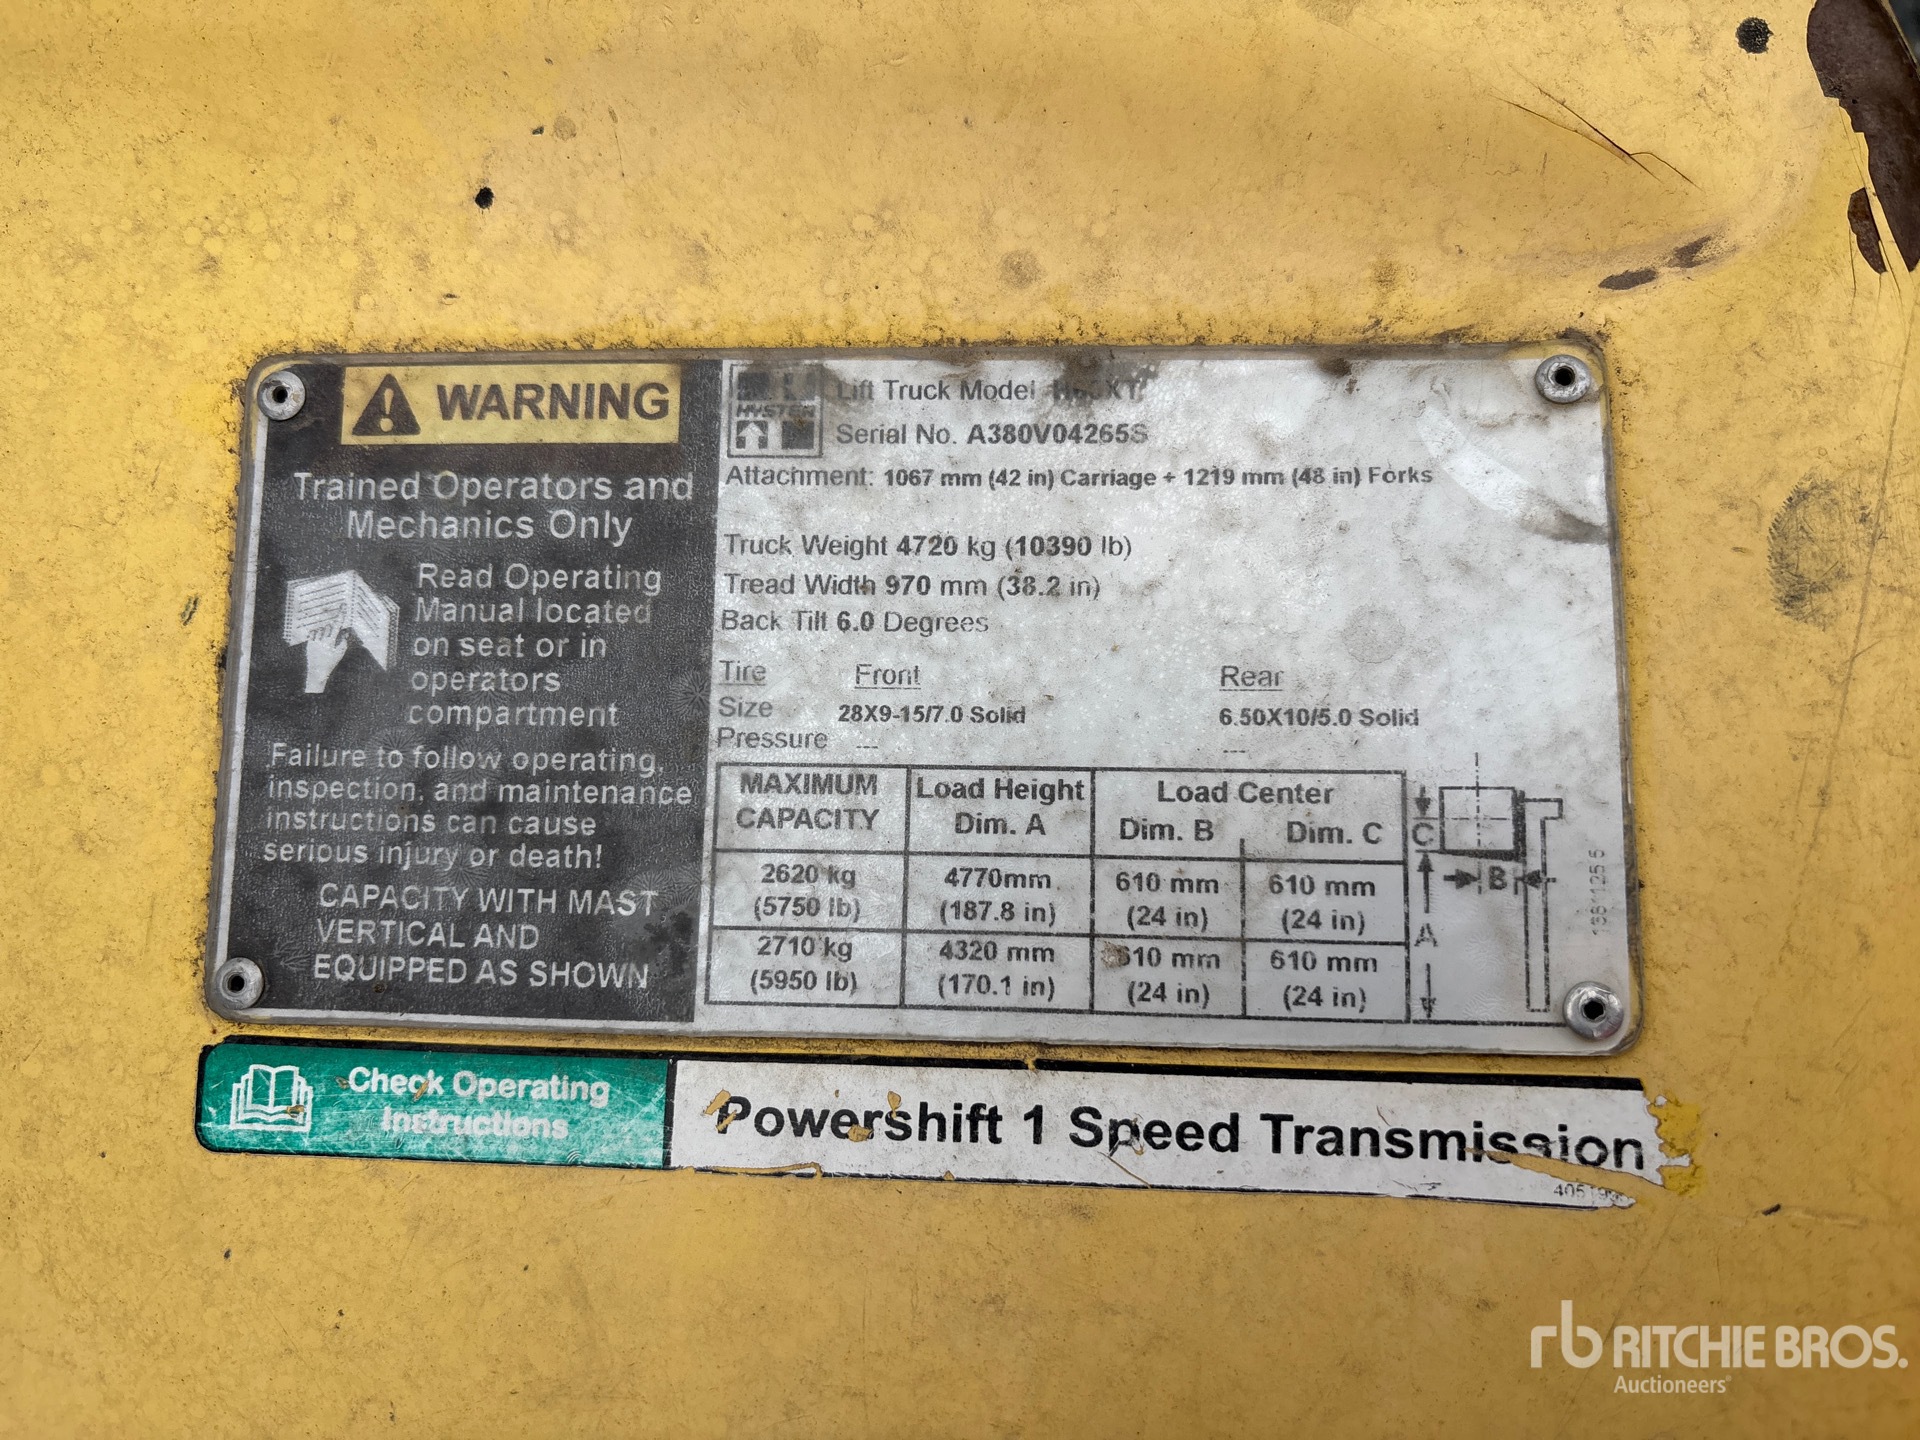 WARNING
Trained Operators and
Mechanics Only
Read Operating
Manual located
on seat or in
operators
compartment
Failure to follow operating,
inspection, and maintenance
instructions can cause
serious injury or death!
CAPACITY WITH MAST
VERTICAL AND
EQUIPPED AS SHOWN
HYSTER
Lift Truck Model
Serial No. A380V04265S
Attachment: 1067 mm (42 in) Carriage + 1219 mm (48 in) Forks
Truck Weight 4720 kg (10390 lb)
Tread Width 970 mm (38.2 in)
Back Tilt 6.0 Degrees
Tire Front Rear
Size 28X9-15/7.0 Solid 6.50X10/5.0 Solid
Pressure --- ---
MAXIMUM CAPACITY Load Height Dim. A Load Center Dim. B Dim. C
2620 kg (5750 lb) 4770mm (187.8 in) 610 mm (24 in) 610 mm (24 in)
2710 kg (5950 lb) 4320 mm (170.1 in) 610 mm (24 in) 610 mm (24 in)
C
B
A
Check Operating
Instructions
Powershift 1 Speed Transmission
rb RITCHIE BROS.
Auctioneers